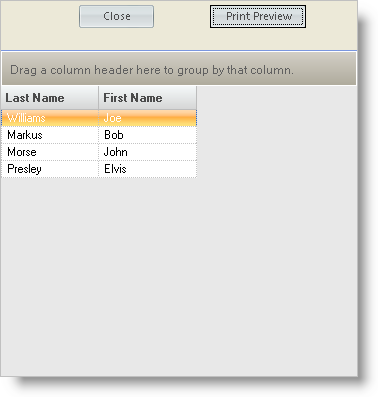 Close Print Preview
Drag a column header here to group by that column.
Last Name First Name
Williams Joe
Markus Bob
Morse John
Presley Elvis